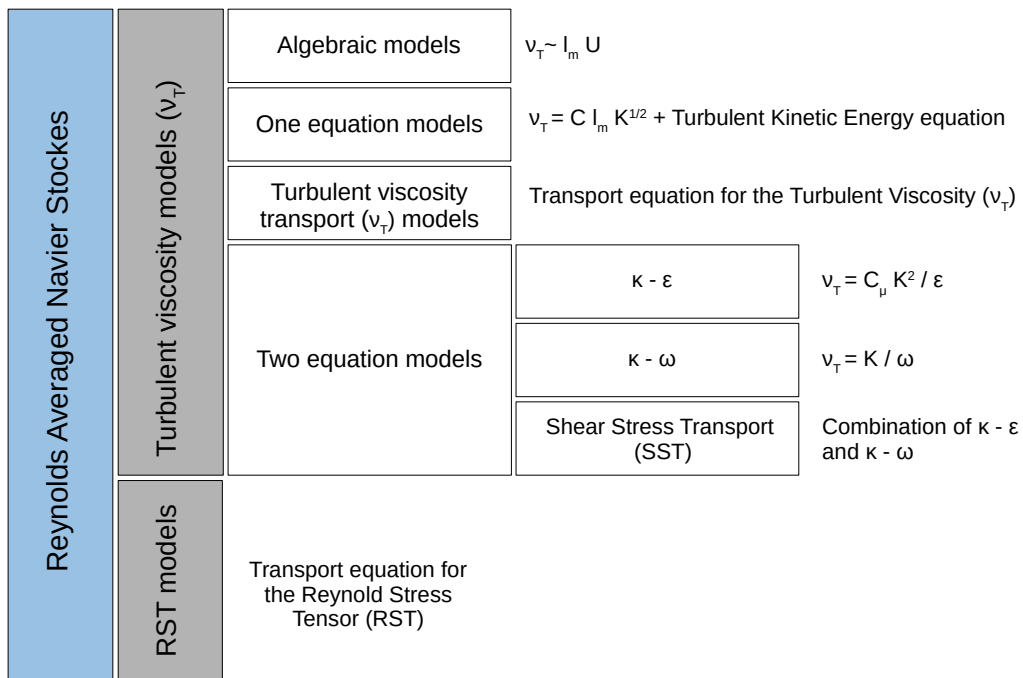 Reynolds Averaged Navier Stockes
Turbulent viscosity models (ν_T)
Algebraic models
ν_T ~ l_m U
One equation models
ν_T = C l_m K^{1/2} + Turbulent Kinetic Energy equation
Turbulent viscosity
transport (ν_T) models
Transport equation for the Turbulent Viscosity (ν_T)
Two equation models
κ - ε
ν_T = C_μ K² / ε
κ - ω
ν_T = K / ω
Shear Stress Transport
(SST)
Combination of κ - ε
and κ - ω
RST models
Transport equation for
the Reynold Stress
Tensor (RST)